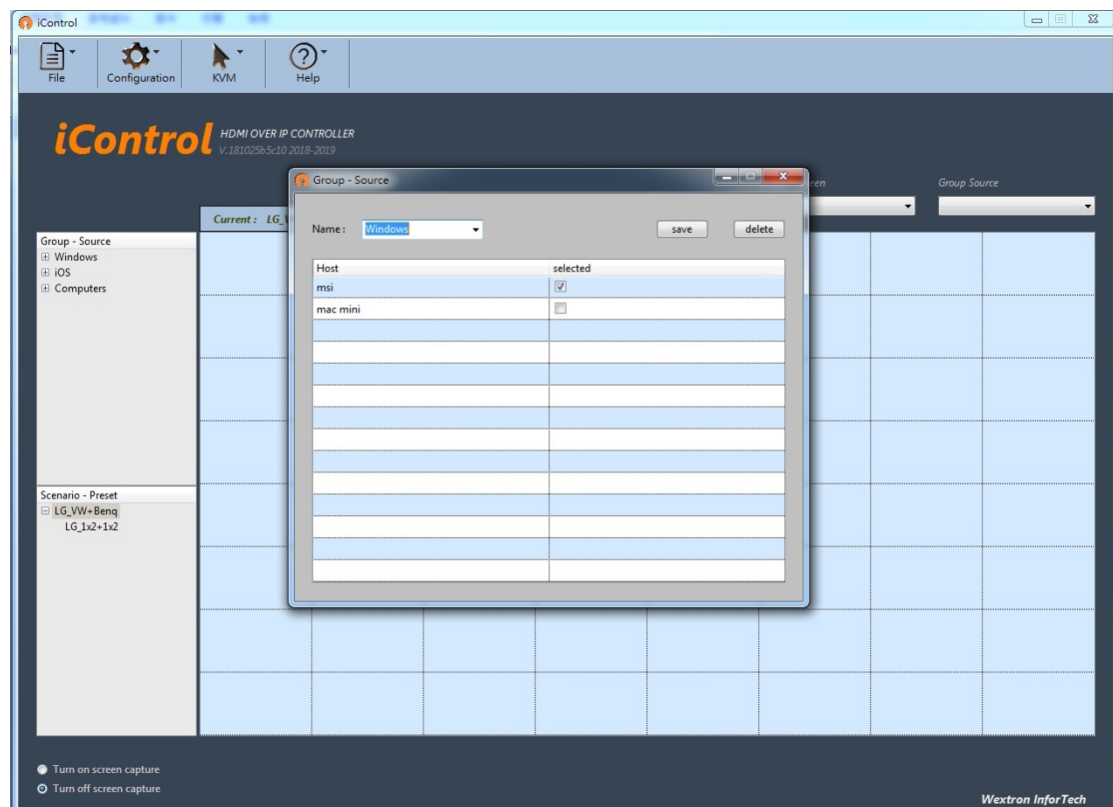 iControl
File
Configuration
KVM
Help
iControl
HDMI OVER IP CONTROLLER
V.181025b5c10 2018-2019
Group - Source
een
Group Source
Current : LG_V
Name :
Windows
save
delete
Host
selected
msi
mac mini
Group - Source
Windows
iOS
Computers
Scenario - Preset
LG_VW+Benq
LG_1x2+1x2
Turn on screen capture
Turn off screen capture
Wextron InforTech